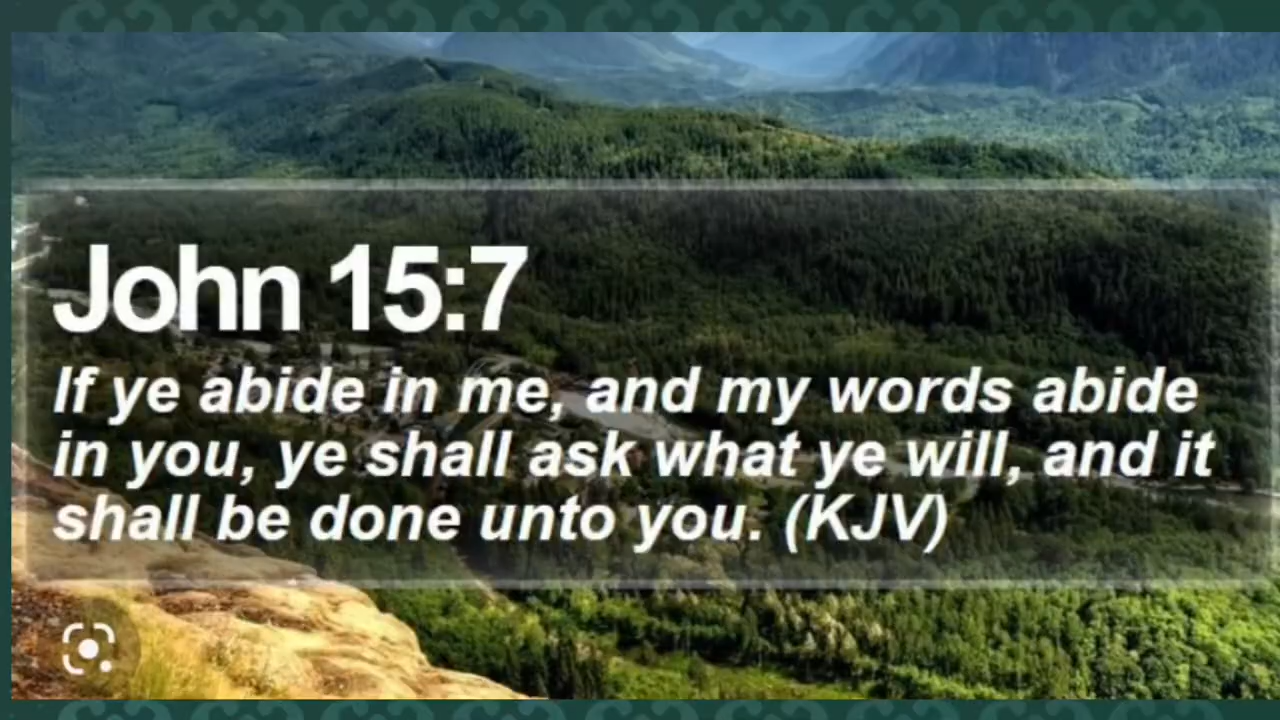 John 15:7
If ye abide in me, and my words abide
in you, ye shall ask what ye will, and it
shall be done unto you. (KJV)